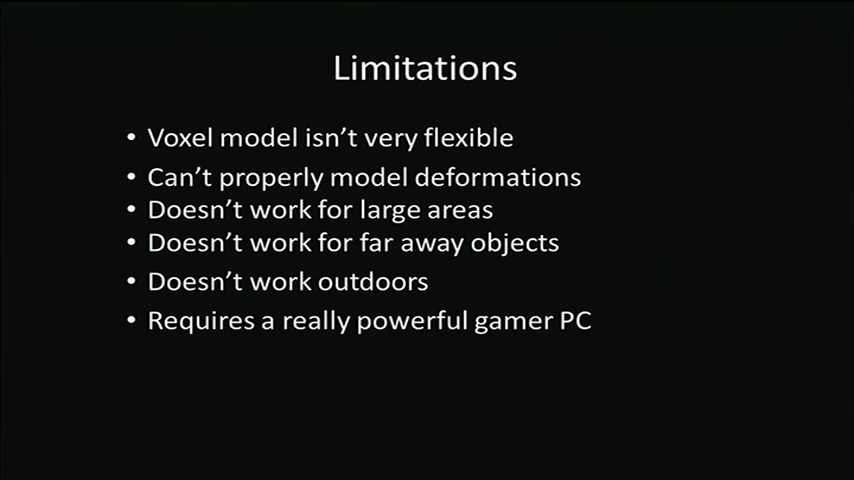 Limitations
• Voxel model isn't very flexible
• Can't properly model deformations
• Doesn't work for large areas
• Doesn't work for far away objects
• Doesn't work outdoors
• Requires a really powerful gamer PC